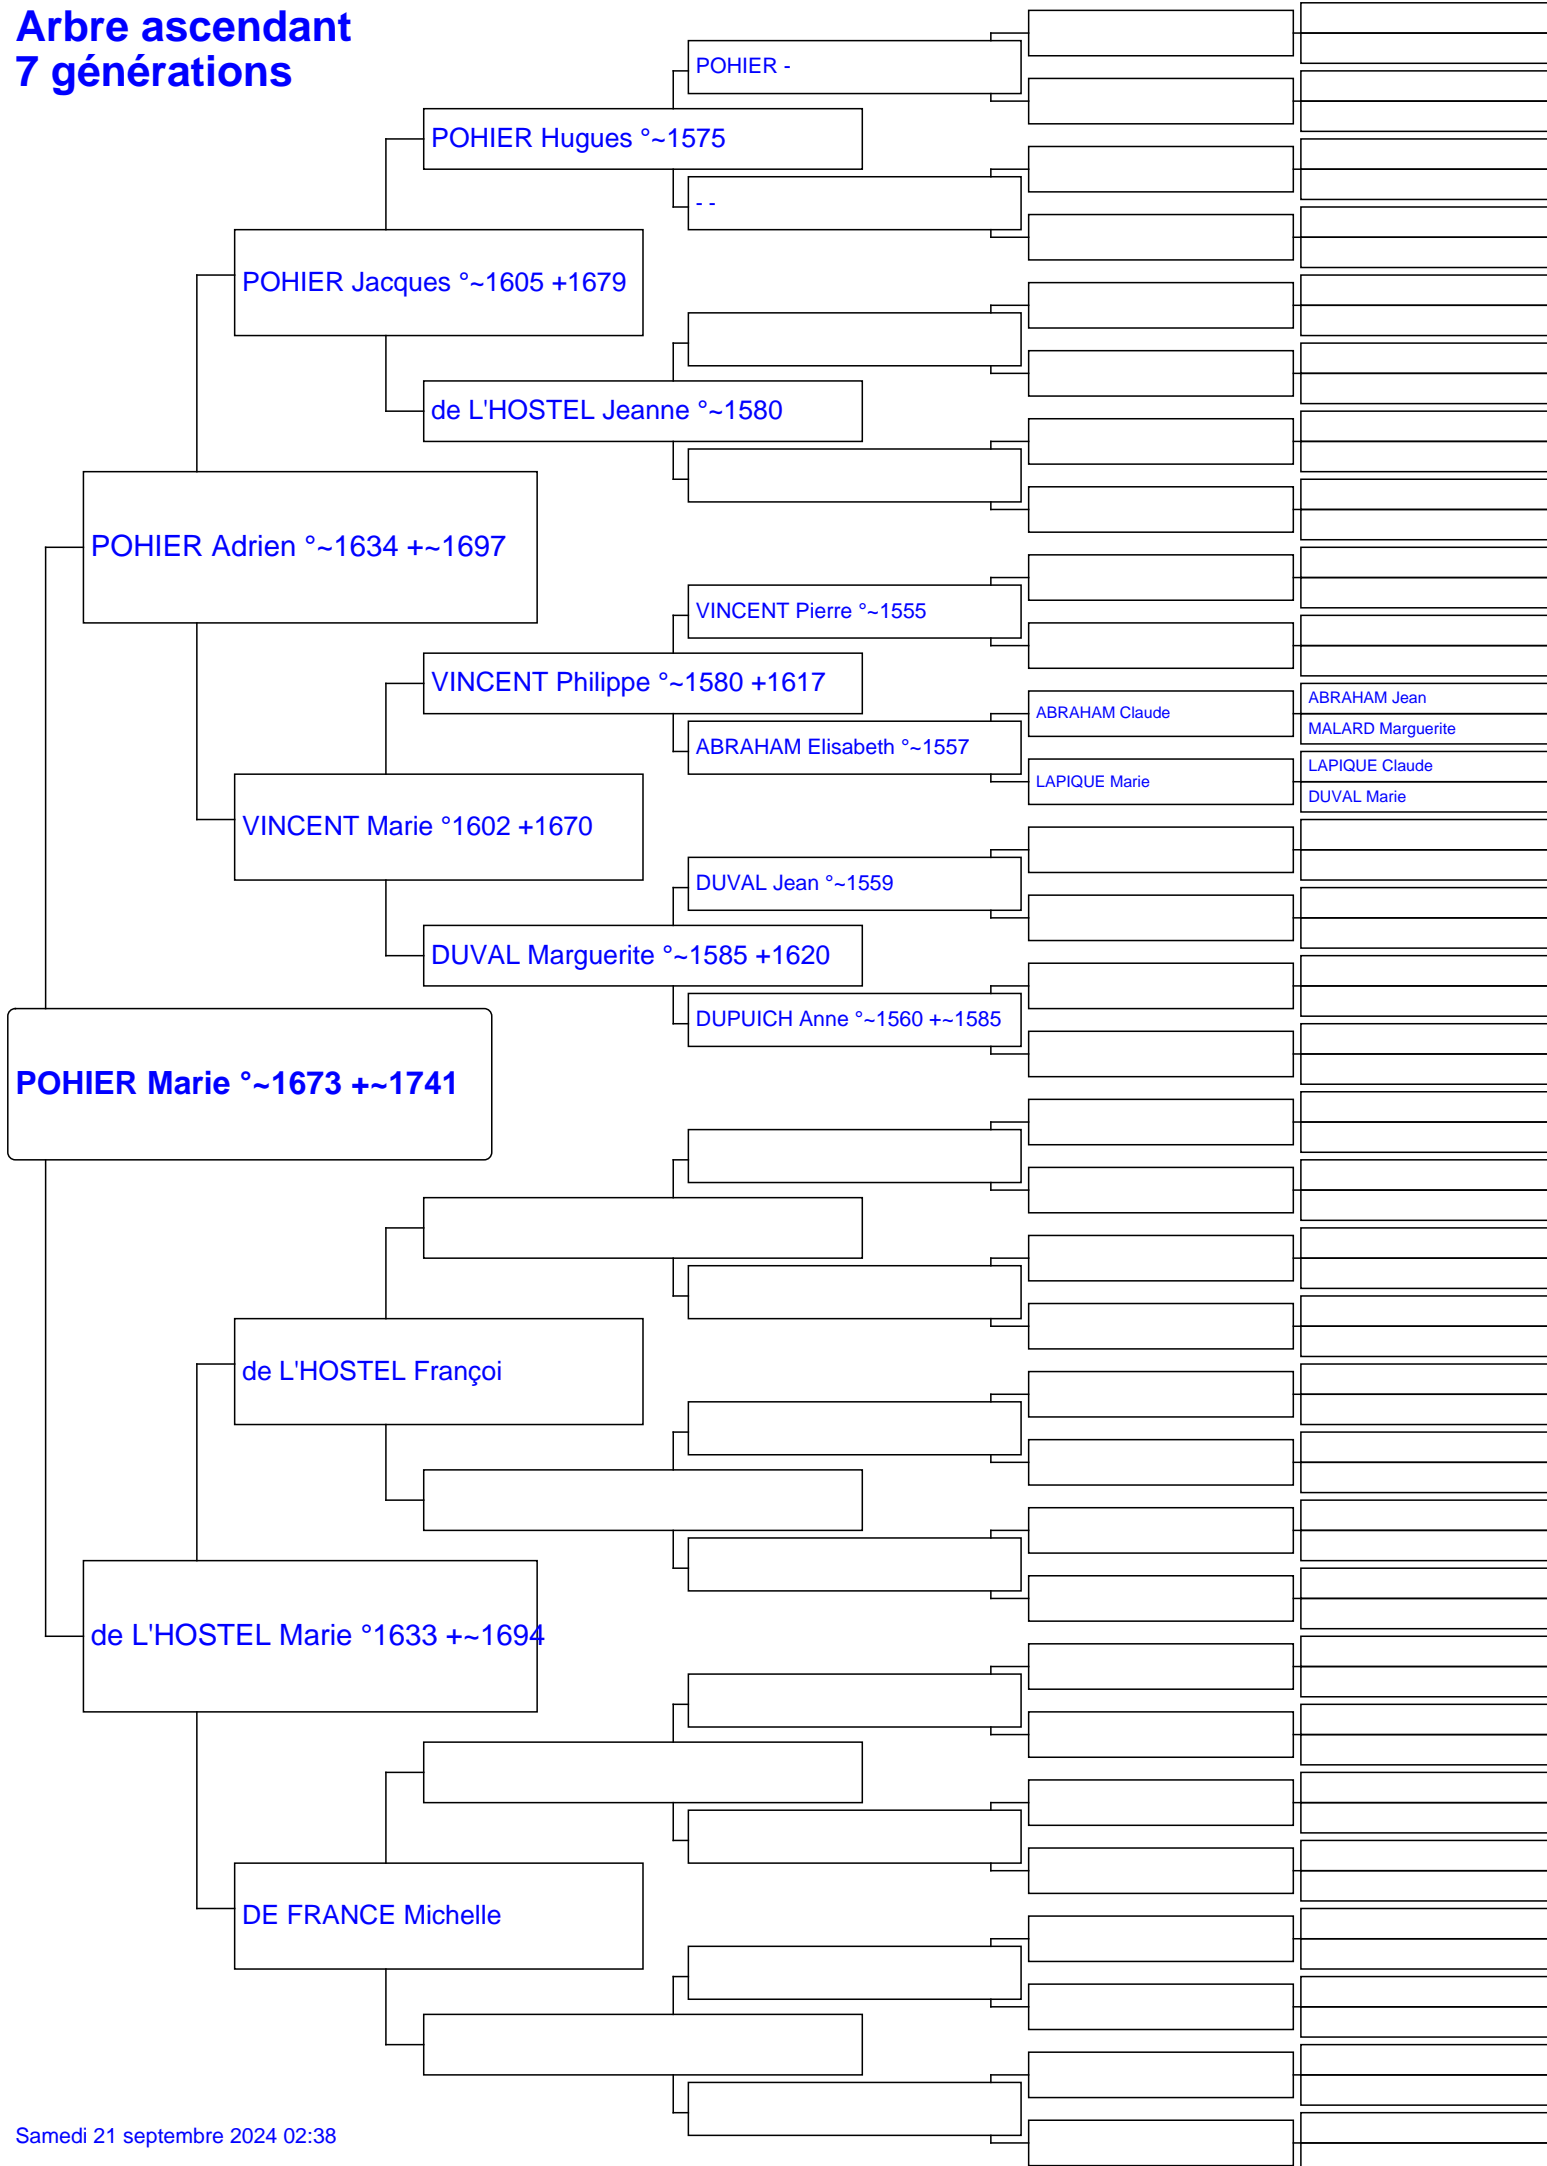 Arbre ascendant
7 générations
POHIER -
POHIER Hugues °~1575
- -
POHIER Jacques °~1605 +1679
de L'HOSTEL Jeanne °~1580
POHIER Adrien °~1634 +~1697
VINCENT Pierre °~1555
VINCENT Philippe °~1580 +1617
ABRAHAM Jean
ABRAHAM Claude
MALARD Marguerite
ABRAHAM Elisabeth °~1557
LAPIQUE Claude
LAPIQUE Marie
DUVAL Marie
VINCENT Marie °1602 +1670
DUVAL Jean °~1559
DUVAL Marguerite °~1585 +1620
DUPUICH Anne °~1560 +~1585
POHIER Marie °~1673 +~1741
de L'HOSTEL Françoi
de L'HOSTEL Marie °1633 +~1694
DE FRANCE Michelle
Samedi 21 septembre 2024 02:38